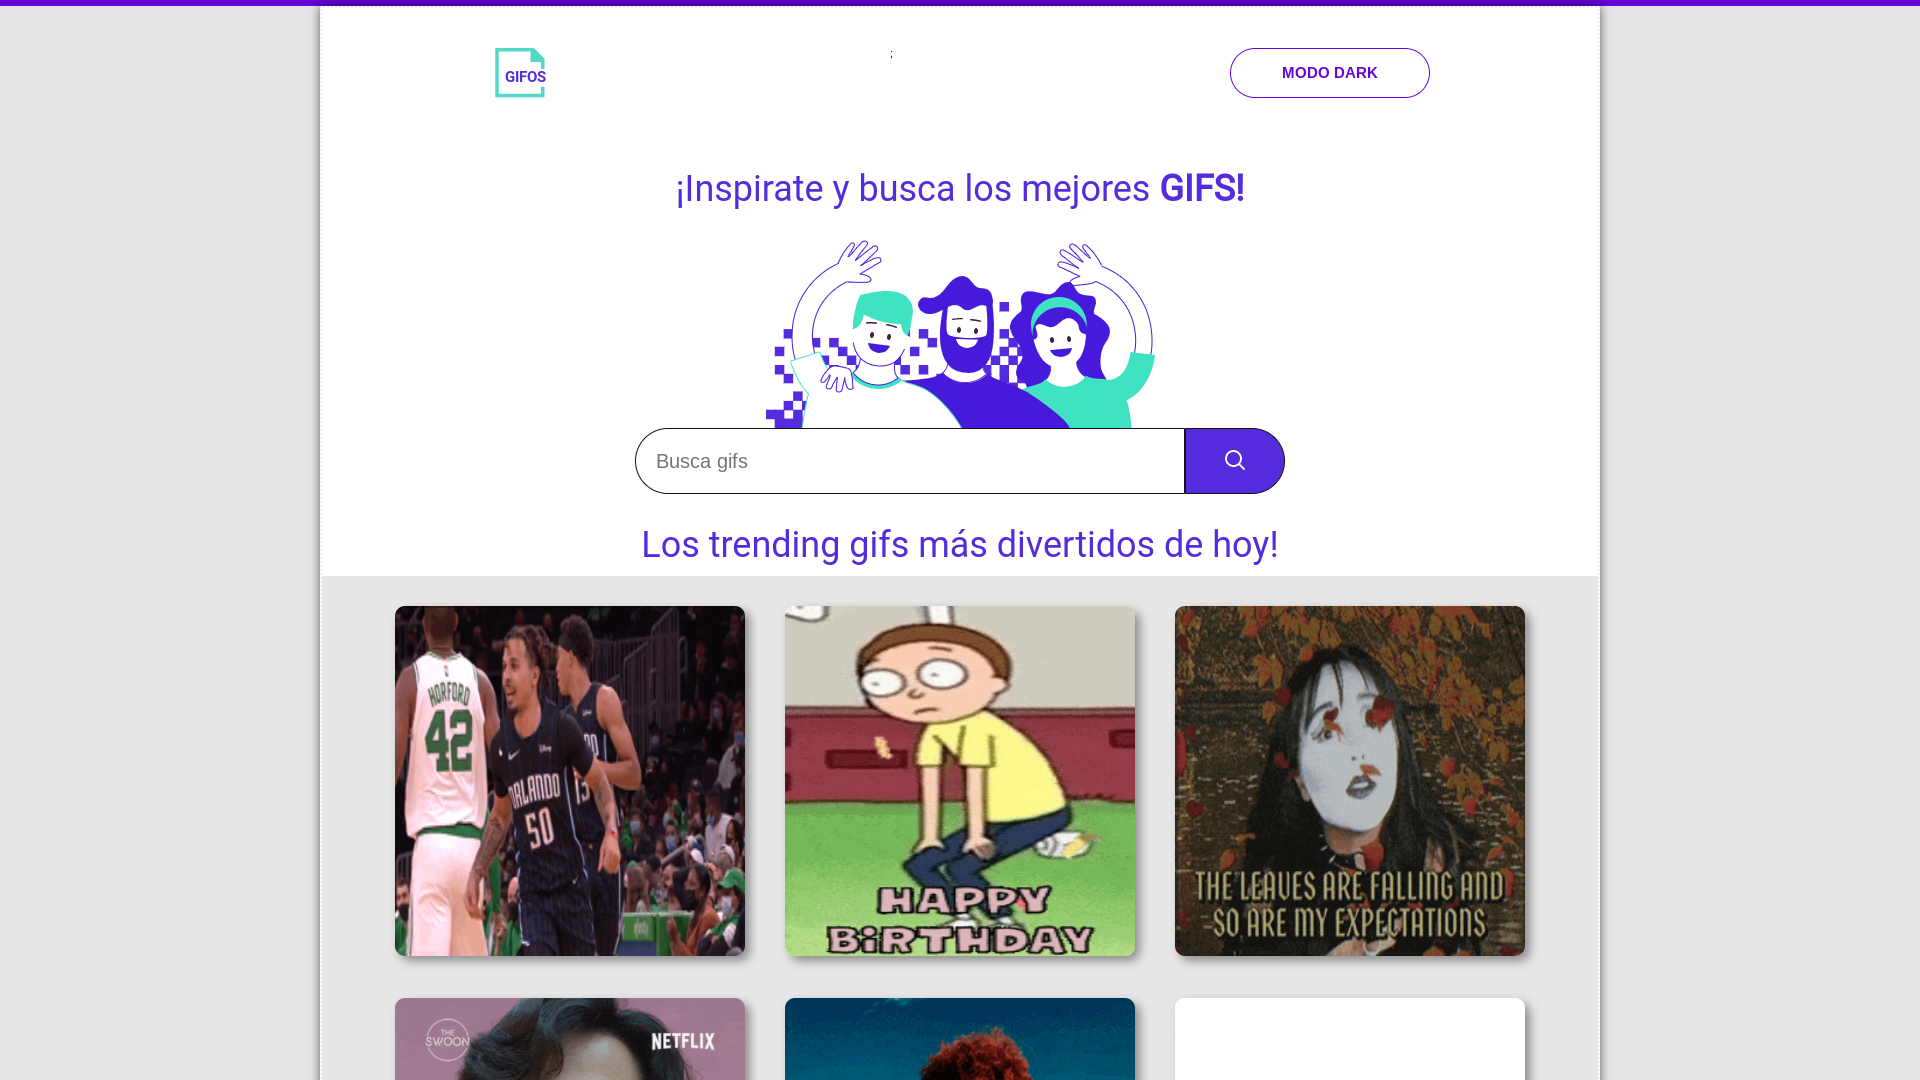 GIFOS
;
MODO DARK
¡Inspirate y busca los mejores GIFS!
Busca gifs
Los trending gifs más divertidos de hoy!
HORFORD
42
ORLANDO
50
HAPPY
BIRTHDAY
THE LEAVES ARE FALLING AND
SO ARE MY EXPECTATIONS
THE
SWOON
NETFLIX